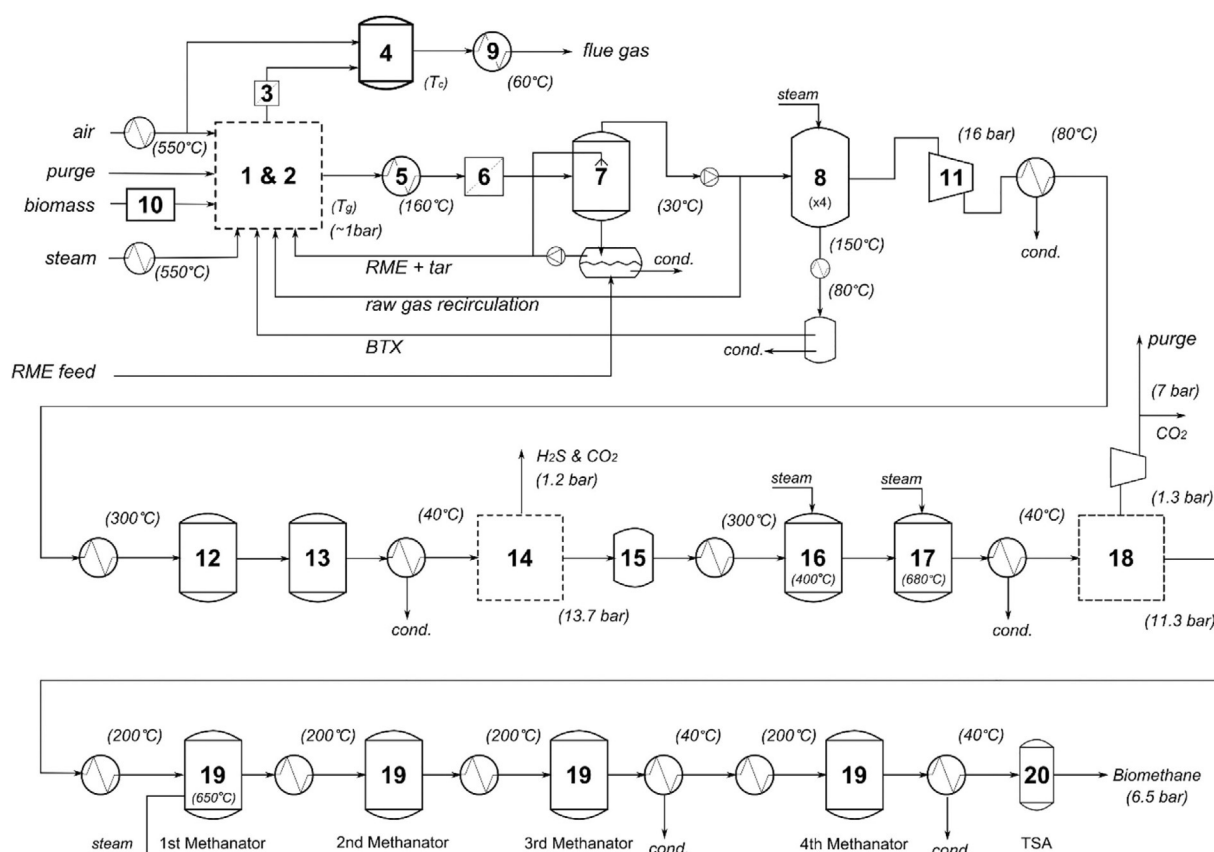 4
9
flue gas
(Tc)
(60°C)
3
air
(550°C)
purge
biomass
10
steam
(550°C)
1 & 2
(Tg)
(~1bar)
5
(160°C)
6
7
(30°C)
RME + tar
cond.
raw gas recirculation
BTX
RME feed
steam
8
(x4)
(150°C)
(80°C)
cond.
(16 bar)
11
(80°C)
cond.
purge
(7 bar)
CO2
(1.3 bar)
(300°C)
12
13
(40°C)
cond.
H2S & CO2
(1.2 bar)
14
(13.7 bar)
15
(300°C)
steam
16
(400°C)
steam
17
(680°C)
(40°C)
cond.
18
(11.3 bar)
(200°C)
19
(650°C)
steam
1st Methanator
(200°C)
19
2nd Methanator
(200°C)
19
3rd Methanator
(40°C)
cond.
(200°C)
19
4th Methanator
(40°C)
cond.
20
TSA
Biomethane
(6.5 bar)